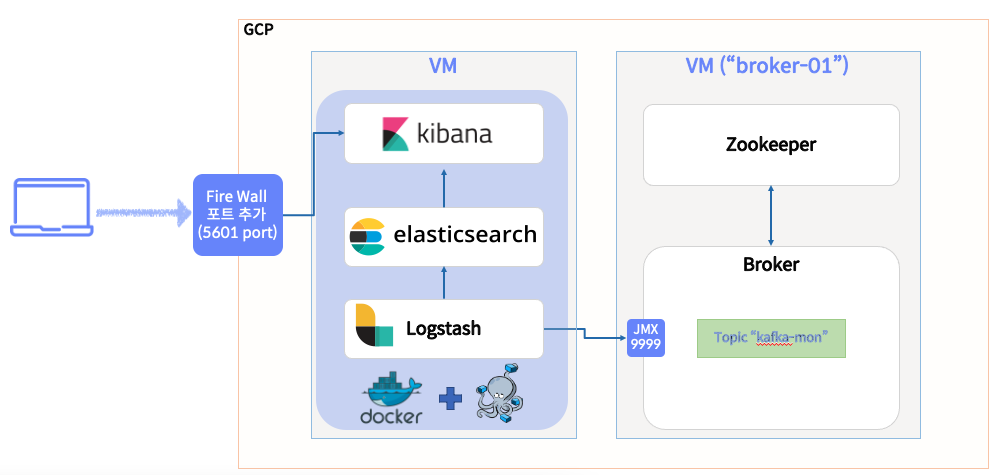 GCP
VM
kibana
Fire Wall
포트 추가
(5601 port)
elasticsearch
Logstash
docker
VM (“broker-01”)
Zookeeper
Broker
JMX
9999
Topic “kafka-mon”